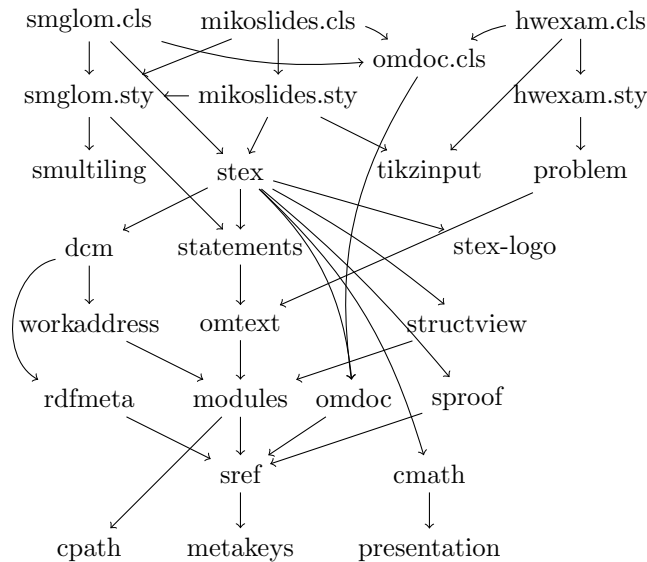 smglom.cls mikoslides.cls hwexam.cls
omdoc.cls
smglom.sty mikoslides.sty hwexam.sty
smultiling stex tikzinput problem
dcm statements stex-logo
workaddress omtext structview
rdfmeta modules omdoc sproof
sref cmath
cpath metakeys presentation